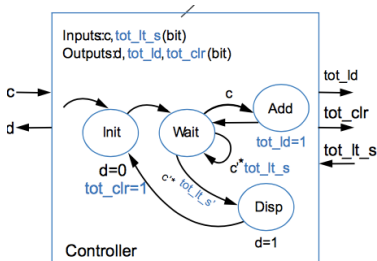 Inputs:c, tot_lt_s(bit)
Outputs:d, tot_ld, tot_clr(bit)
c
tot_ld
c
d
Init
Wait
Add
tot_clr
tot_ld=1
tot_lt_s
d=0
c'* tot_lt_s
tot_clr=1
c'* tot_lt_s'
Disp
d=1
Controller